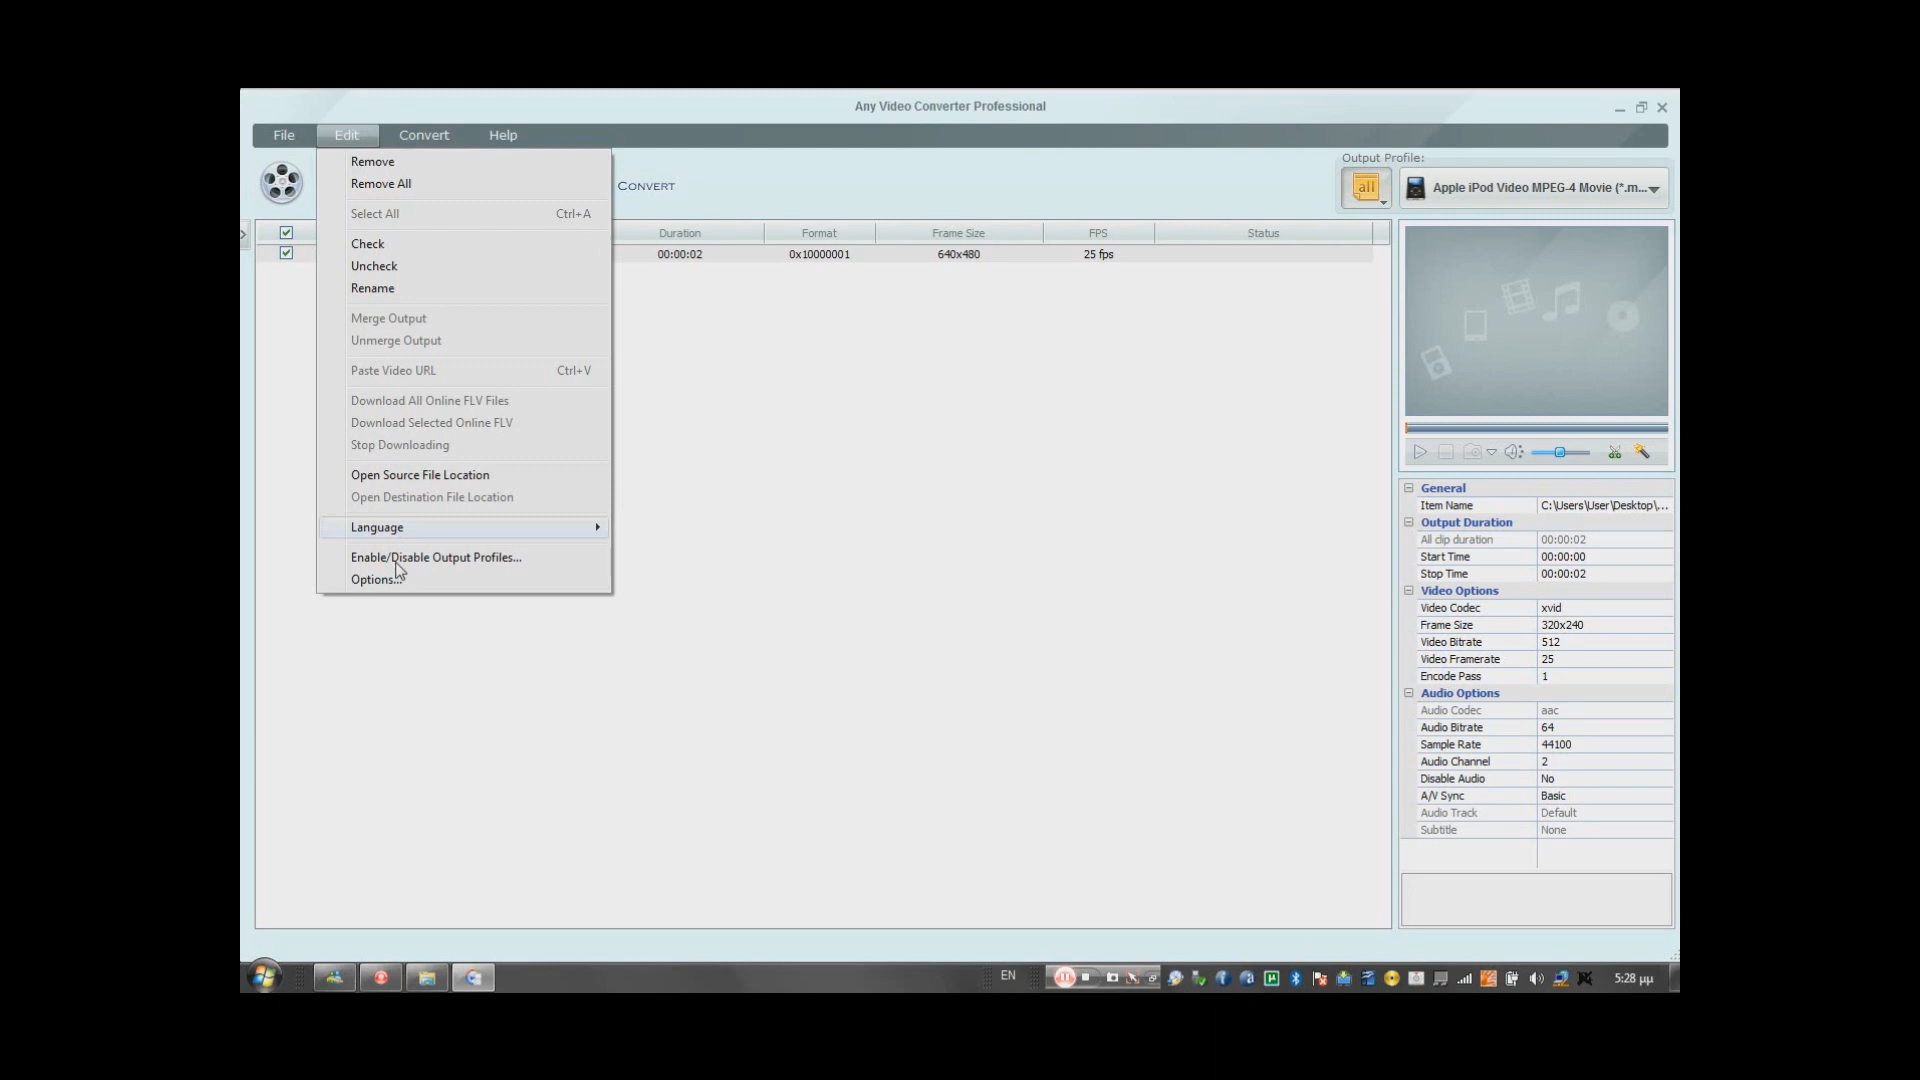 Any Video Converter Professional
File Edit Convert Help
Remove
Remove All
Select All Ctrl+A
Check
Uncheck
Rename
Merge Output
Unmerge Output
Paste Video URL Ctrl+V
Download All Online FLV Files
Download Selected Online FLV
Stop Downloading
Open Source File Location
Open Destination File Location
Language
Enable/Disable Output Profiles...
Options...
CONVERT
Output Profile:
all Apple iPod Video MPEG-4 Movie (*.m...
Duration Format Frame Size FPS Status
00:00:02 0x10000001 640x480 25 fps
General
Item Name C:\Users\User\Desktop\...
Output Duration
All clip duration 00:00:02
Start Time 00:00:00
Stop Time 00:00:02
Video Options
Video Codec xvid
Frame Size 320x240
Video Bitrate 512
Video Framerate 25
Encode Pass 1
Audio Options
Audio Codec aac
Audio Bitrate 64
Sample Rate 44100
Audio Channel 2
Disable Audio No
A/V Sync Basic
Audio Track Default
Subtitle None
EN 5:28 μμ